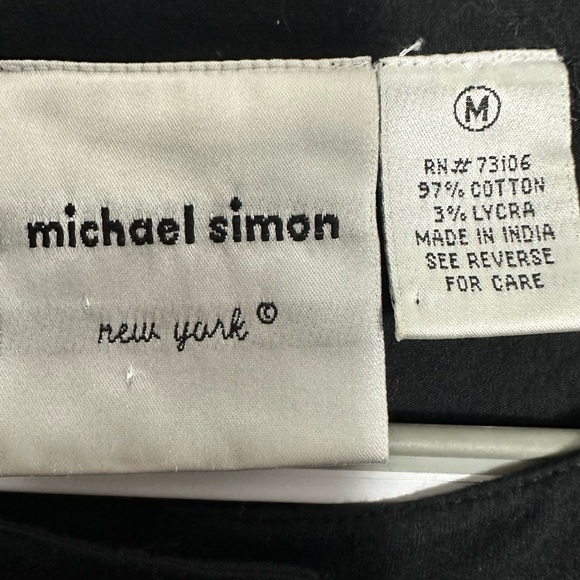 michael simon
new york ©
M
RN# 73106
97% COTTON
3% LYCRA
MADE IN INDIA
SEE REVERSE
FOR CARE